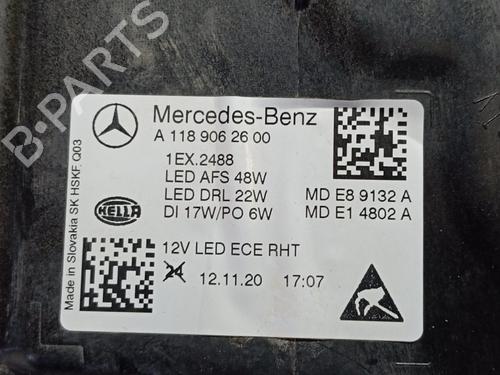 B-PARTS
Mercedes-Benz
A 118 906 26 00
1EX.2488
LED AFS 48W
LED DRL 22W
DI 17W/PO 6W
MD E8 9132 A
MD E1 4802 A
HELLA
12V LED ECE RHT
24 12.11.20 17:07
Made in Slovakia SK HSKF Q03